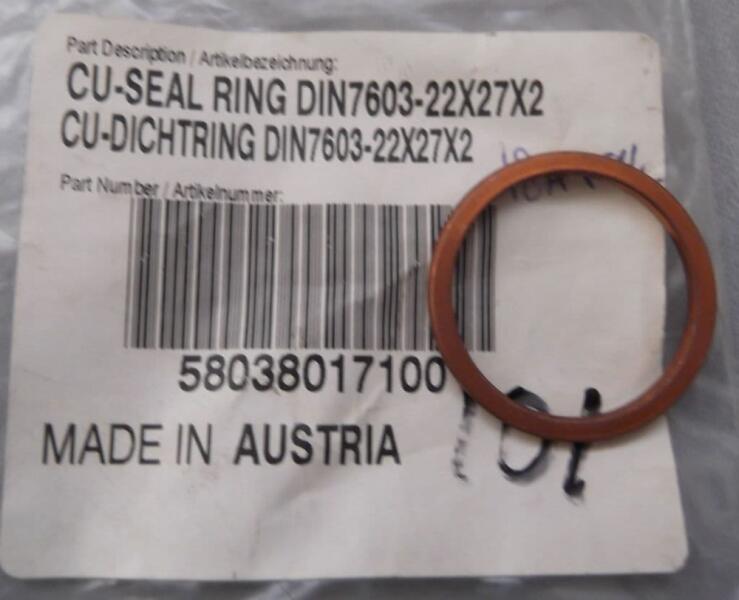 Part Description / Artikelbezeichnung:
CU-SEAL RING DIN7603-22X27X2
CU-DICHTRING DIN7603-22X27X2
Part Number / Artikelnummer:
58038017100
MADE IN AUSTRIA